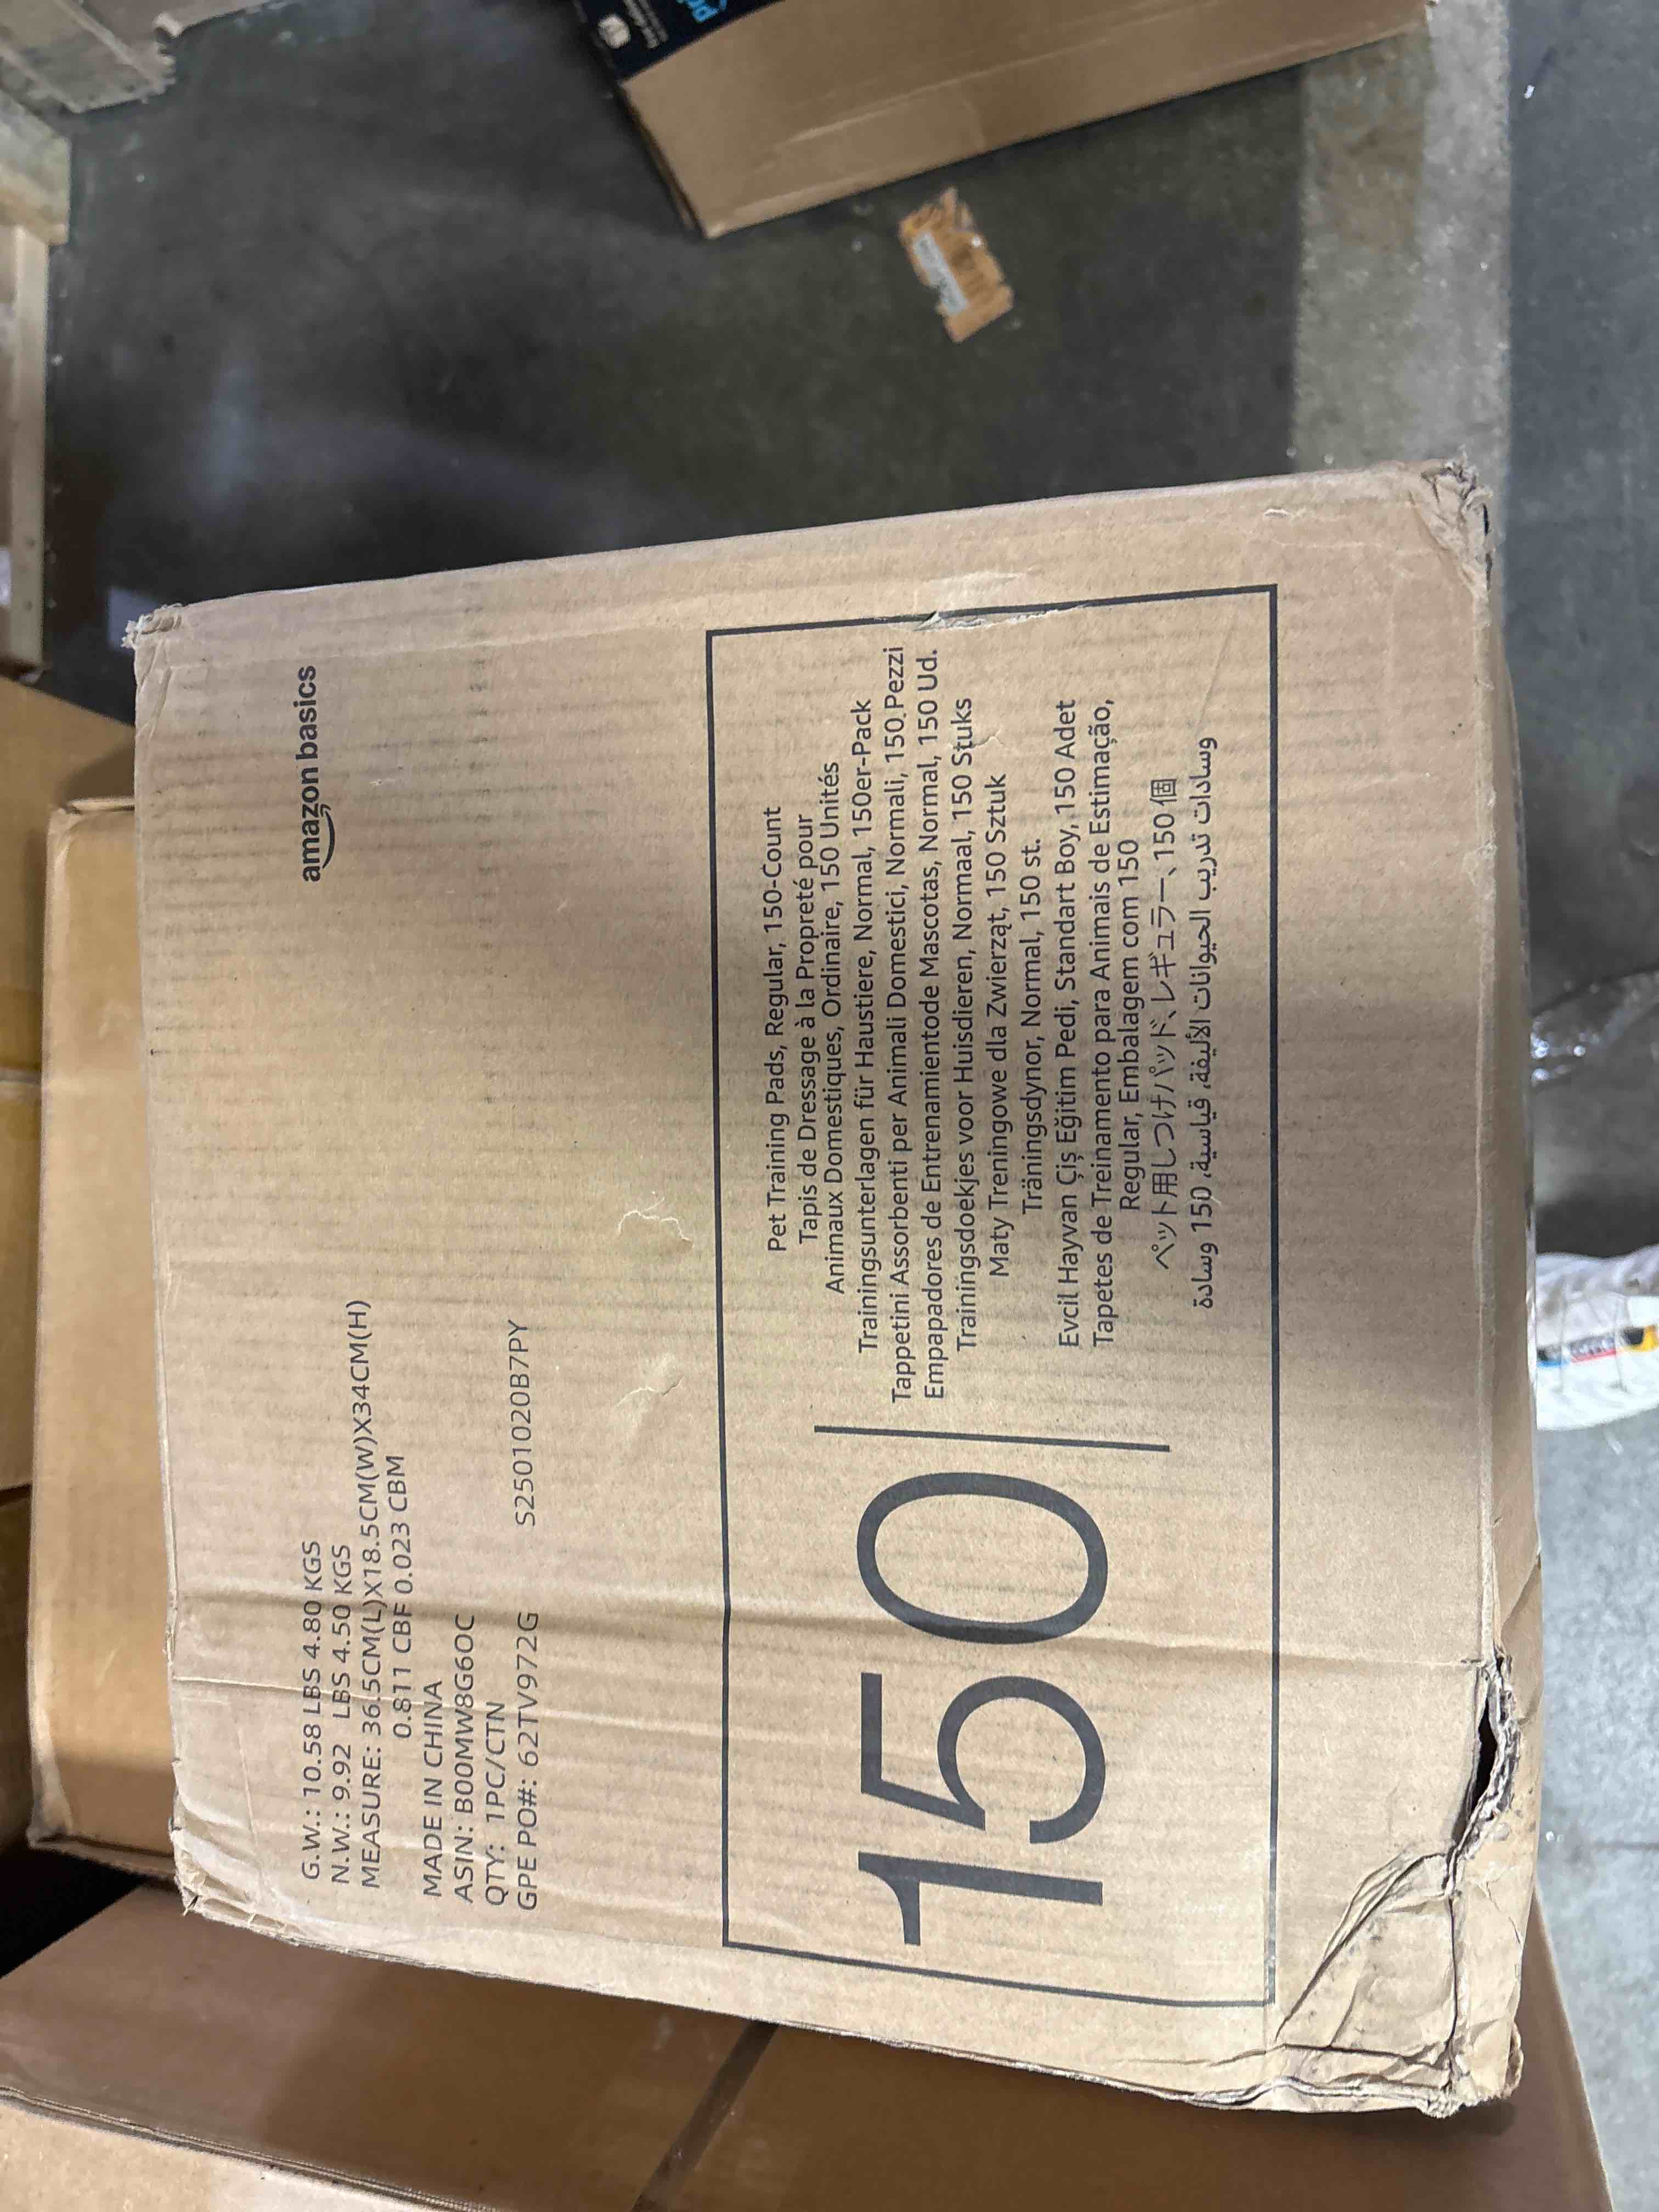 amazon basics
G.W.: 10.58 LBS 4.80 KGS
N.W.: 9.92 LBS 4.50 KGS
MEASURE: 36.5CM(L)X18.5CM(W)X34CM(H)
0.811 CBF 0.023 CBM
MADE IN CHINA
ASIN: B00MW8G60C
QTY: 1PC/CTN
GPE PO#: 62TV972G S2501020B7PY
150
Pet Training Pads, Regular, 150-Count
Tapis de Dressage à la Propreté pour
Animaux Domestiques, Ordinaire, 150 Unités
Trainingsunterlagen für Haustiere, Normal, 150er-Pack
Tappetini Assorbenti per Animali Domestici, Normali, 150 Pezzi
Empapadores de Entrenamientode Mascotas, Normal, 150 Ud.
Trainingsdoekjes voor Huisdieren, Normaal, 150 Stuks
Maty Treningowe dla Zwierząt, 150 Sztuk
Träningsdynor, Normal, 150 st.
Evcil Hayvan Çiş Eğitim Pedi, Standart Boy, 150 Adet
Tapetes de Treinamento para Animais de Estimação,
Regular, Embalagem com 150
ペット用しつけパッド、レギュラー、150個
وسادات تدريب الحيوانات الأليفة، قياسية، 150 وسادة